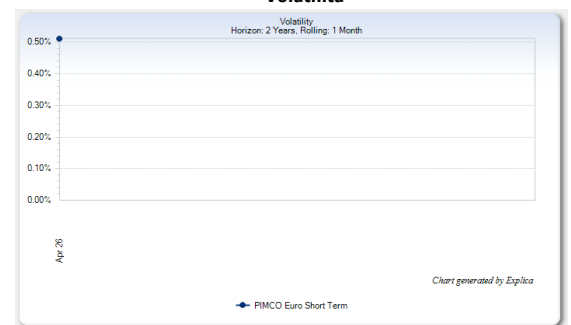 Volatilità
Volatility
Horizon: 2 Years, Rolling: 1 Month
0.50%
0.40%
0.30%
0.20%
0.10%
0.00%
Apr 26
Chart generated by Explica
PIMCO Euro Short Term